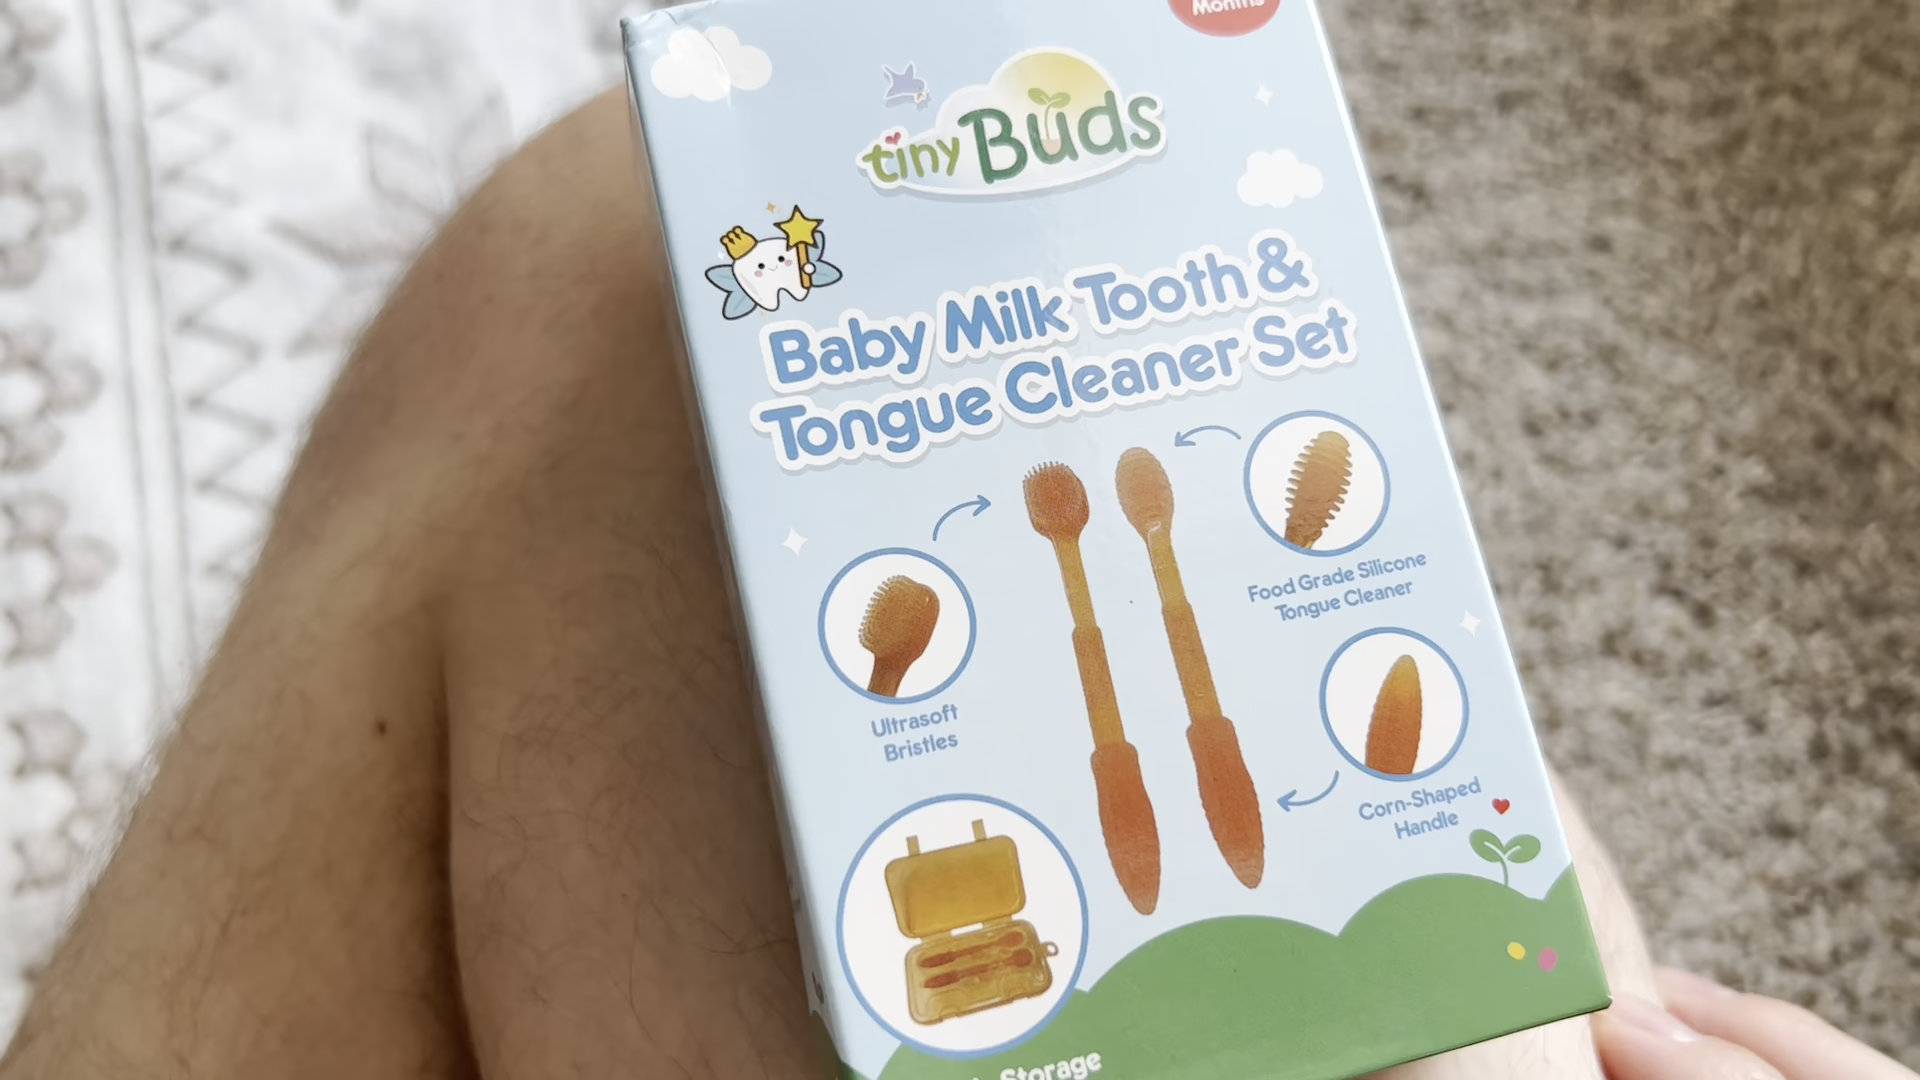 Months
tiny Buds
Baby Milk Tooth &
Tongue Cleaner Set
Food Grade Silicone
Tongue Cleaner
Ultrasoft
Bristles
Corn-Shaped
Handle
Storage